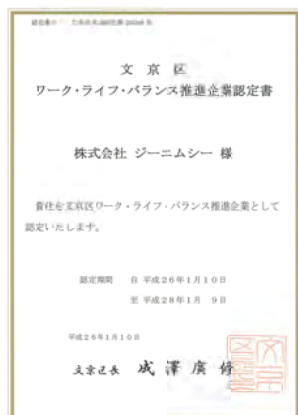 文京区
ワーク・ライフ・バランス推進企業認定書
株式会社 ジーニムシー 様
貴社を文京区ワーク・ライフ・バランス推進企業として
認定いたします。
認定期間 自 平成26年1月10日
至 平成28年1月 9日
平成26年1月10日
文京区長 成澤廣修